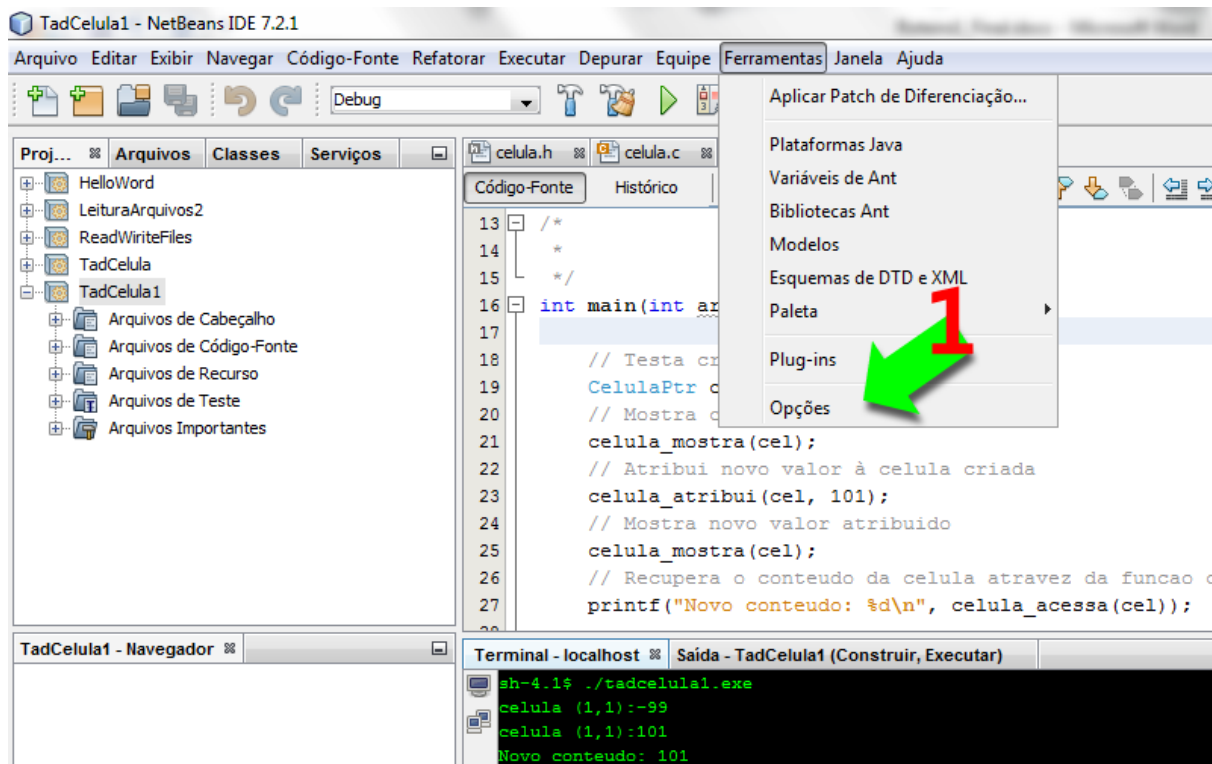 TadCelula1 - NetBeans IDE 7.2.1
Arquivo Editar Exibir Navegar Código-Fonte Refatorar Executar Depurar Equipe Ferramentas Janela Ajuda
Debug
Aplicar Patch de Diferenciação...
Plataformas Java
Variáveis de Ant
Bibliotecas Ant
Modelos
Esquemas de DTD e XML
Paleta
Plug-ins
Opções
1
Proj... Arquivos Classes Serviços
HelloWord
LeituraArquivos2
ReadWiriteFiles
TadCelula
TadCelula1
Arquivos de Cabeçalho
Arquivos de Código-Fonte
Arquivos de Recurso
Arquivos de Teste
Arquivos Importantes
celula.h celula.c
Código-Fonte Histórico
13 /*
14 *
15 */
16 int main(int ar
17
18 // Testa cr
19 CelulaPtr c
20 // Mostra c
21 celula_mostra(cel);
22 // Atribui novo valor à celula criada
23 celula_atribui(cel, 101);
24 // Mostra novo valor atribuido
25 celula_mostra(cel);
26 // Recupera o conteudo da celula atravez da funcao
27 printf("Novo conteudo: %d\n", celula_acessa(cel));
TadCelula1 - Navegador
Terminal - localhost Saída - TadCelula1 (Construir, Executar)
sh-4.1$ ./tadcelula1.exe
celula (1,1):-99
celula (1,1):101
Novo conteudo: 101